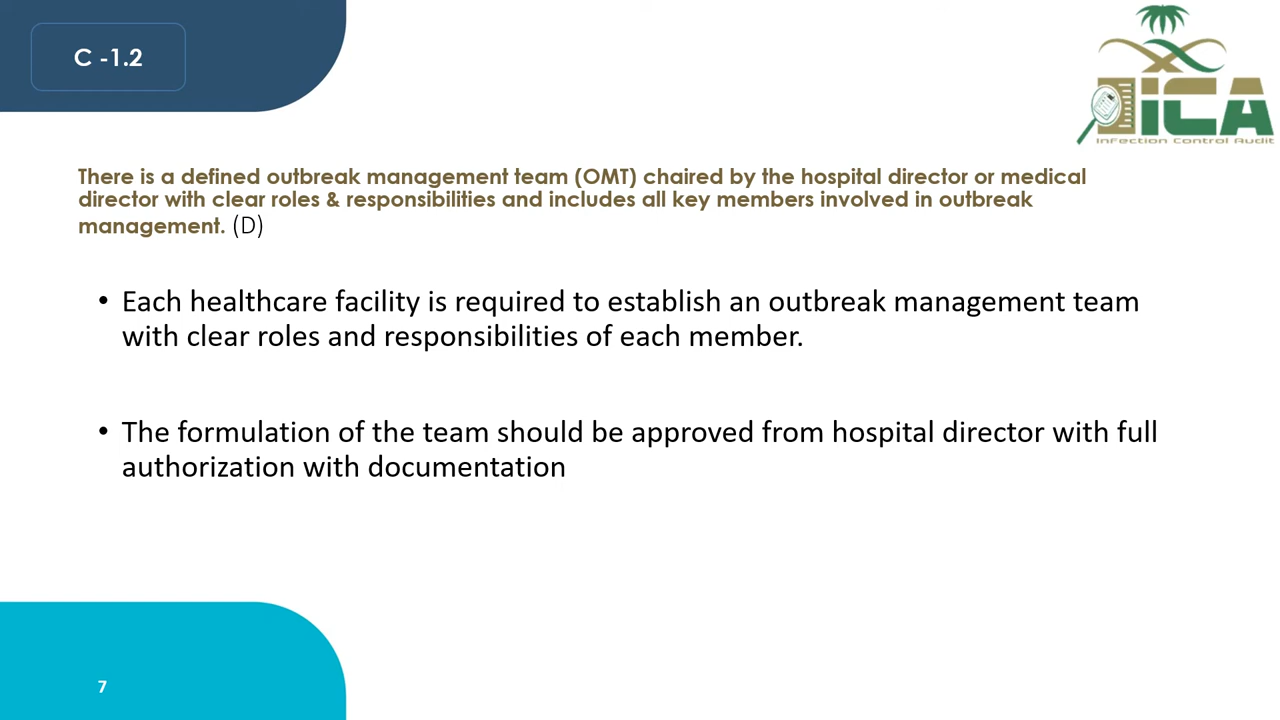 C -1.2
iCA
Infection Control Audit
There is a defined outbreak management team (OMT) chaired by the hospital director or medical
director with clear roles & responsibilities and includes all key members involved in outbreak
management. (D)
• Each healthcare facility is required to establish an outbreak management team
with clear roles and responsibilities of each member.
• The formulation of the team should be approved from hospital director with full
authorization with documentation
7